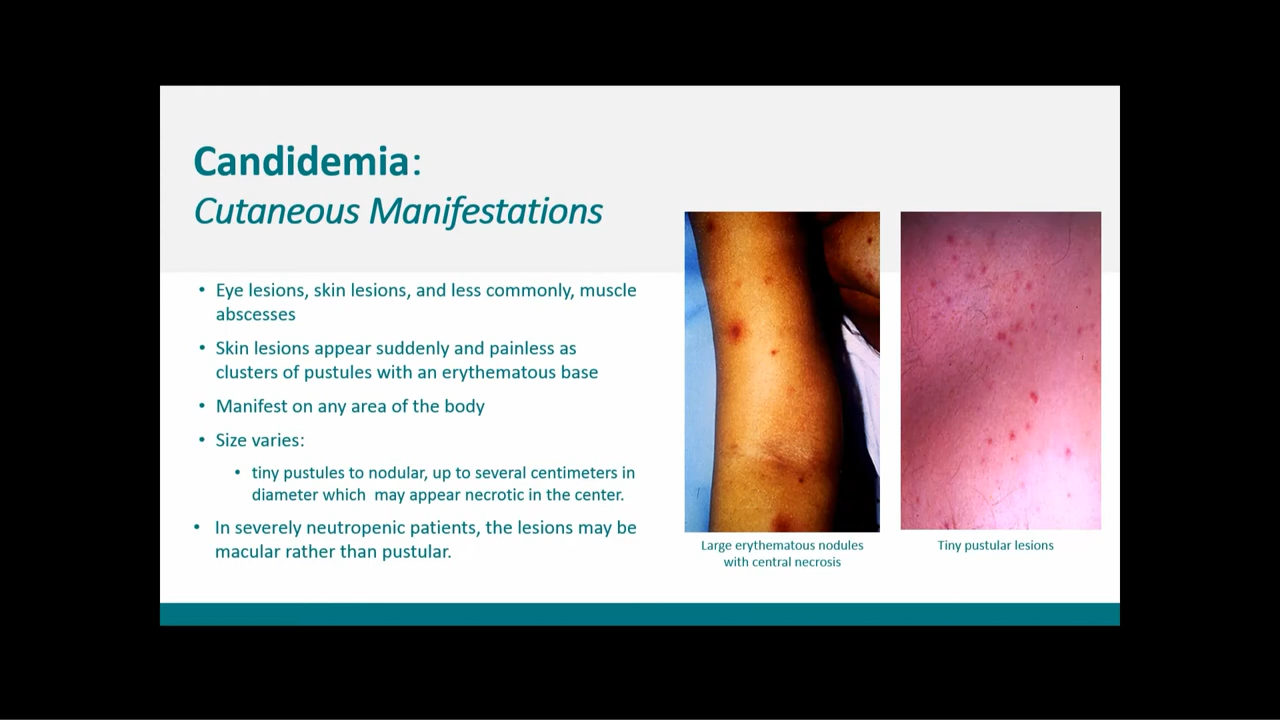 Candidemia:
Cutaneous Manifestations
• Eye lesions, skin lesions, and less commonly, muscle
abscesses
• Skin lesions appear suddenly and painless as
clusters of pustules with an erythematous base
• Manifest on any area of the body
• Size varies:
• tiny pustules to nodular, up to several centimeters in
diameter which  may appear necrotic in the center.
• In severely neutropenic patients, the lesions may be
macular rather than pustular.
Large erythematous nodules
with central necrosis
Tiny pustular lesions